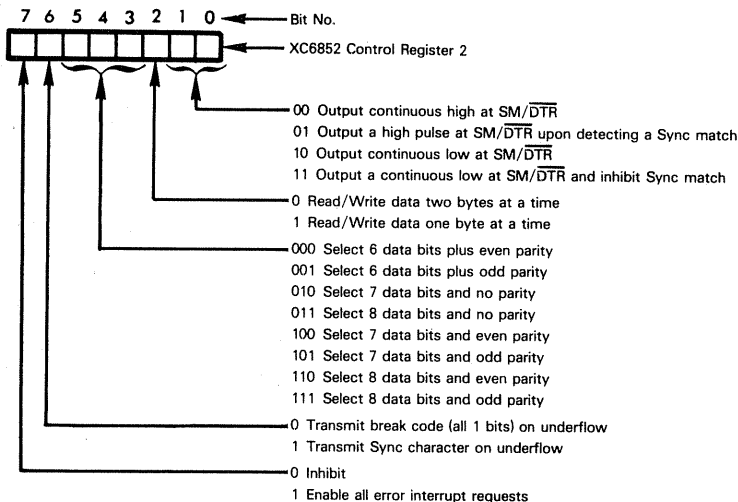 7 6 5 4 3 2 1 0 Bit No.
XC6852 Control Register 2
00 Output continuous high at SM/D̅T̅R̅
01 Output a high pulse at SM/D̅T̅R̅ upon detecting a Sync match
10 Output continuous low at SM/D̅T̅R̅
11 Output a continuous low at SM/D̅T̅R̅ and inhibit Sync match
0 Read/Write data two bytes at a time
1 Read/Write data one byte at a time
000 Select 6 data bits plus even parity
001 Select 6 data bits plus odd parity
010 Select 7 data bits and no parity
011 Select 8 data bits and no parity
100 Select 7 data bits and even parity
101 Select 7 data bits and odd parity
110 Select 8 data bits and even parity
111 Select 8 data bits and odd parity
0 Transmit break code (all 1 bits) on underflow
1 Transmit Sync character on underflow
0 Inhibit
1 Enable all error interrupt requests